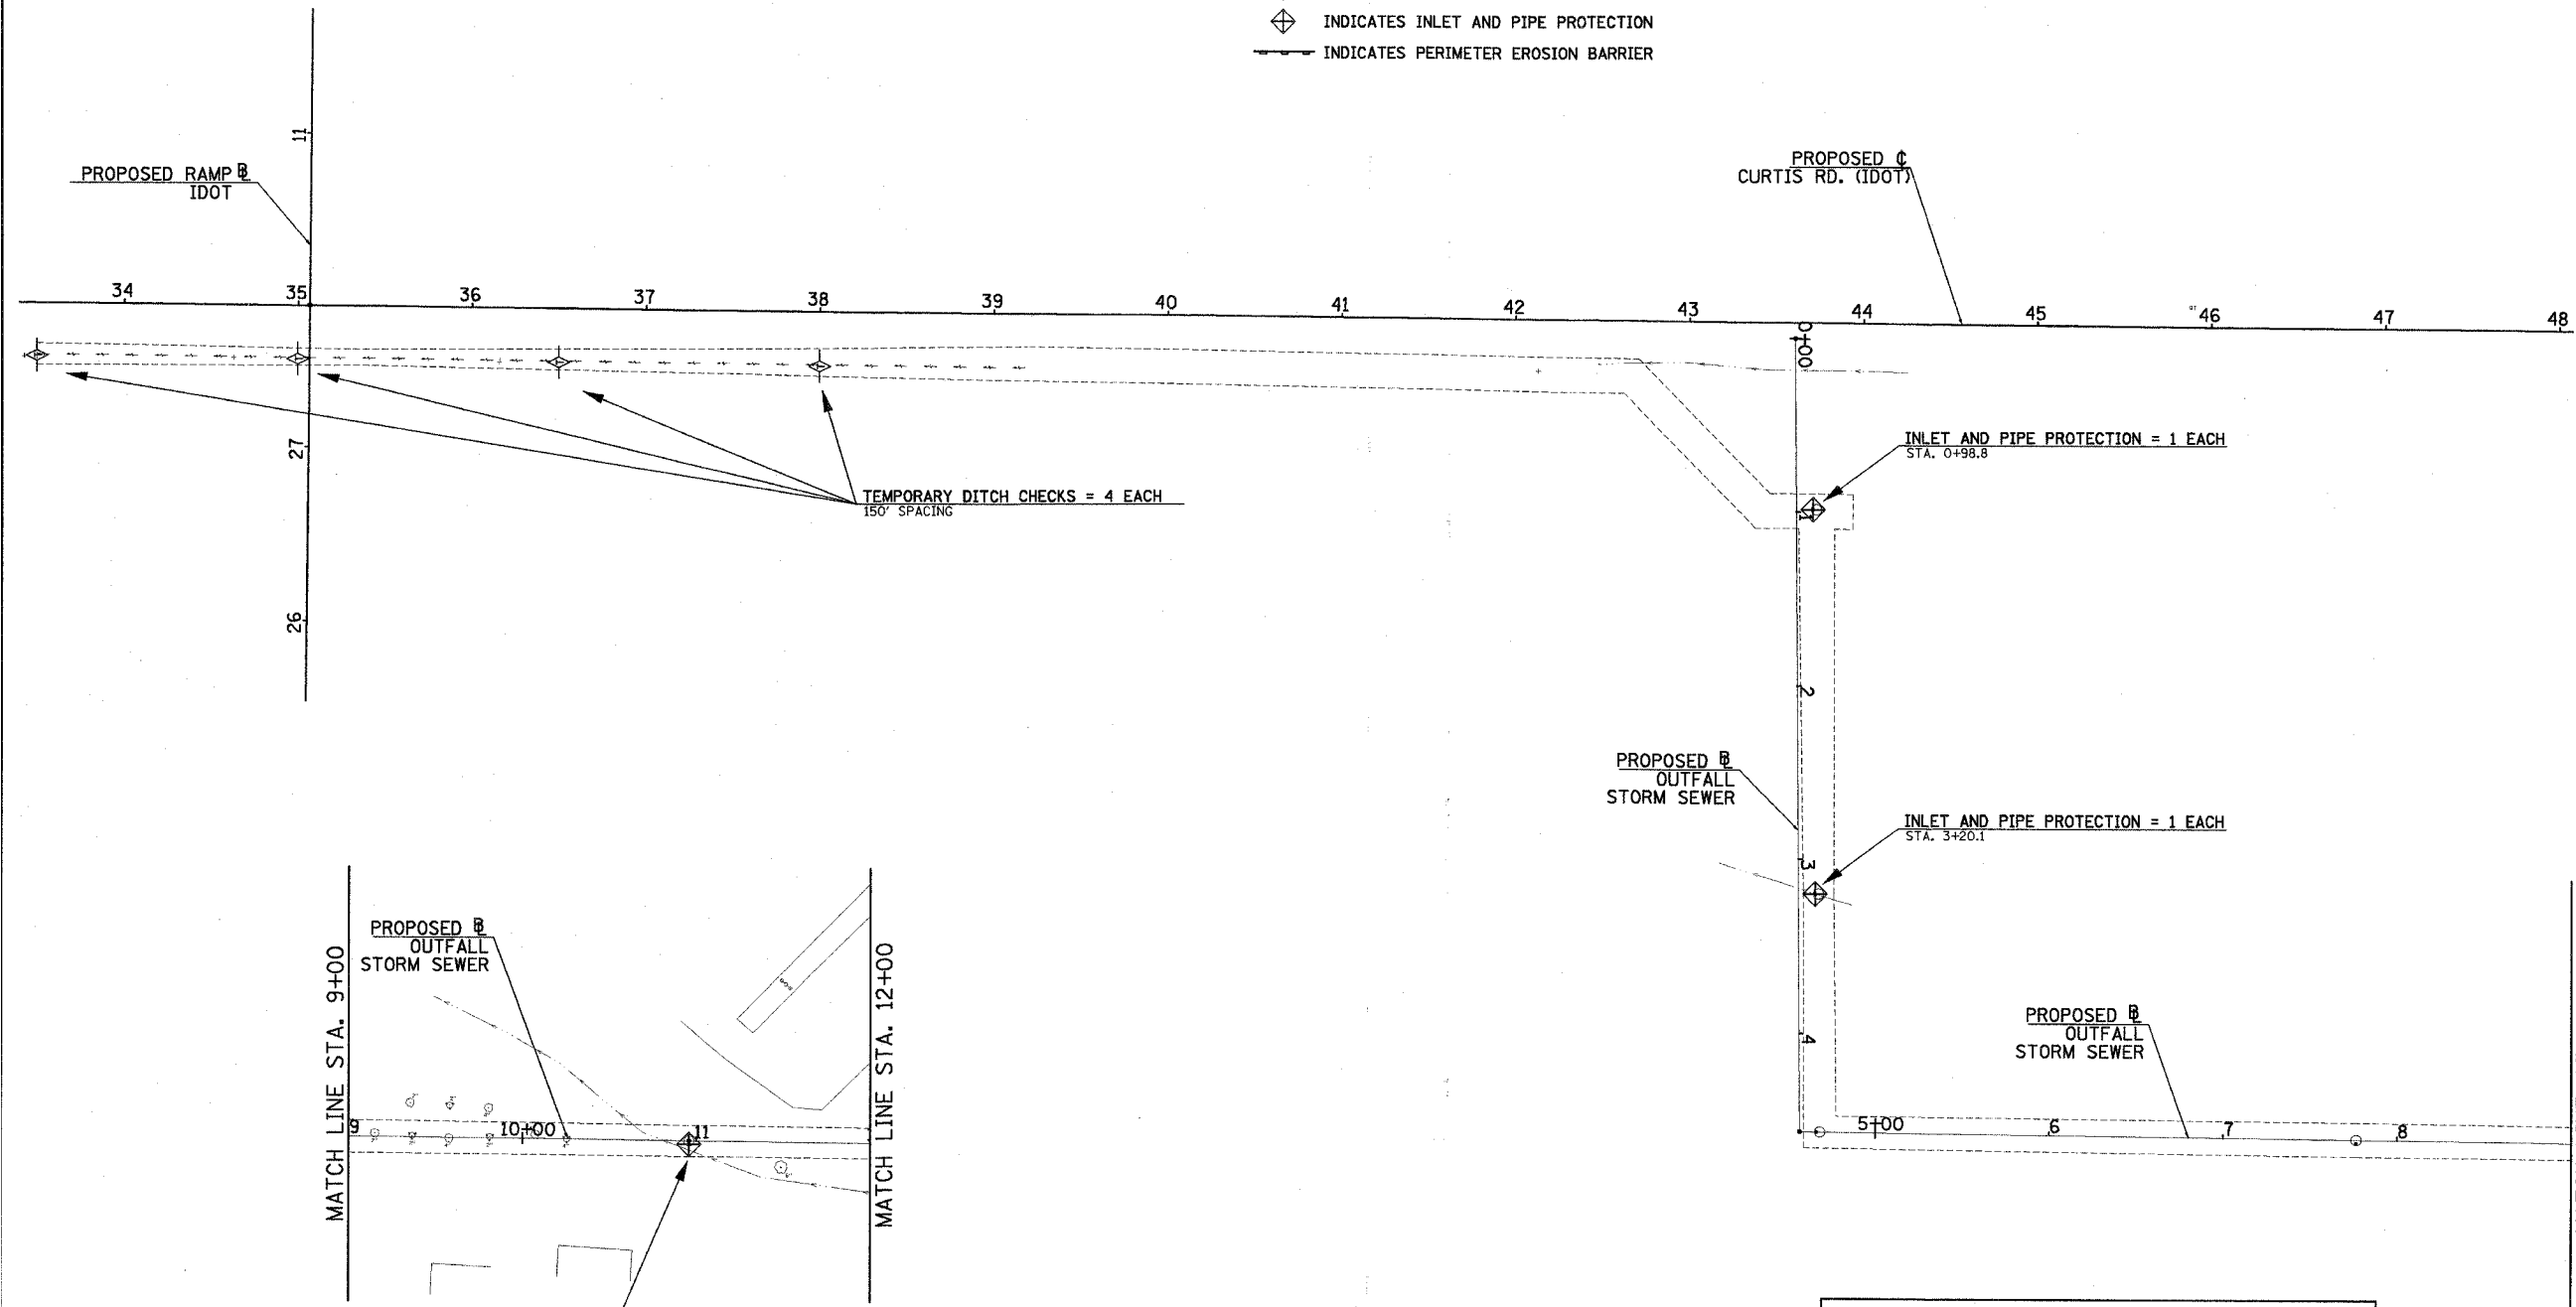 INDICATES INLET AND PIPE PROTECTION
INDICATES PERIMETER EROSION BARRIER
11
PROPOSED RAMP ⅊
IDOT
PROPOSED ℄
CURTIS RD. (IDOT)
34 35 36 37 38 39 40 41 42 43 44 45 46 47 48
0+00
27
INLET AND PIPE PROTECTION = 1 EACH
STA. 0+98.8
TEMPORARY DITCH CHECKS = 4 EACH
150' SPACING
1
26
2
PROPOSED BL
OUTFALL
STORM SEWER
INLET AND PIPE PROTECTION = 1 EACH
STA. 3+20.1
3
4
PROPOSED BL
OUTFALL
STORM SEWER
5+00 6 7 8
MATCH LINE STA. 9+00
PROPOSED BL
OUTFALL
STORM SEWER
9 10+00 11
MATCH LINE STA. 12+00